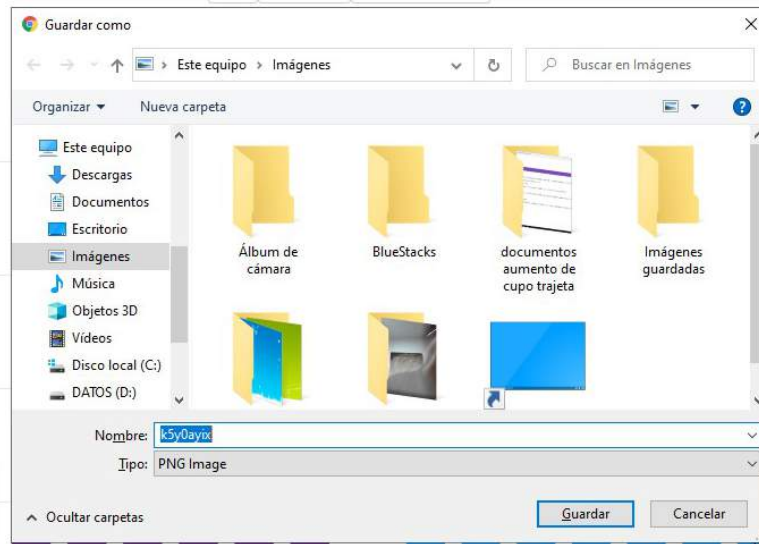 Guardar como
Este equipo > Imágenes
Buscar en Imágenes
Organizar
Nueva carpeta
Este equipo
Descargas
Documentos
Escritorio
Imágenes
Música
Objetos 3D
Vídeos
Disco local (C:)
DATOS (D:)
Álbum de
cámara
BlueStacks
documentos
aumento de
cupo trajeta
Imágenes
guardadas
Nombre: k5y0ayix
Tipo: PNG Image
Ocultar carpetas
Guardar
Cancelar